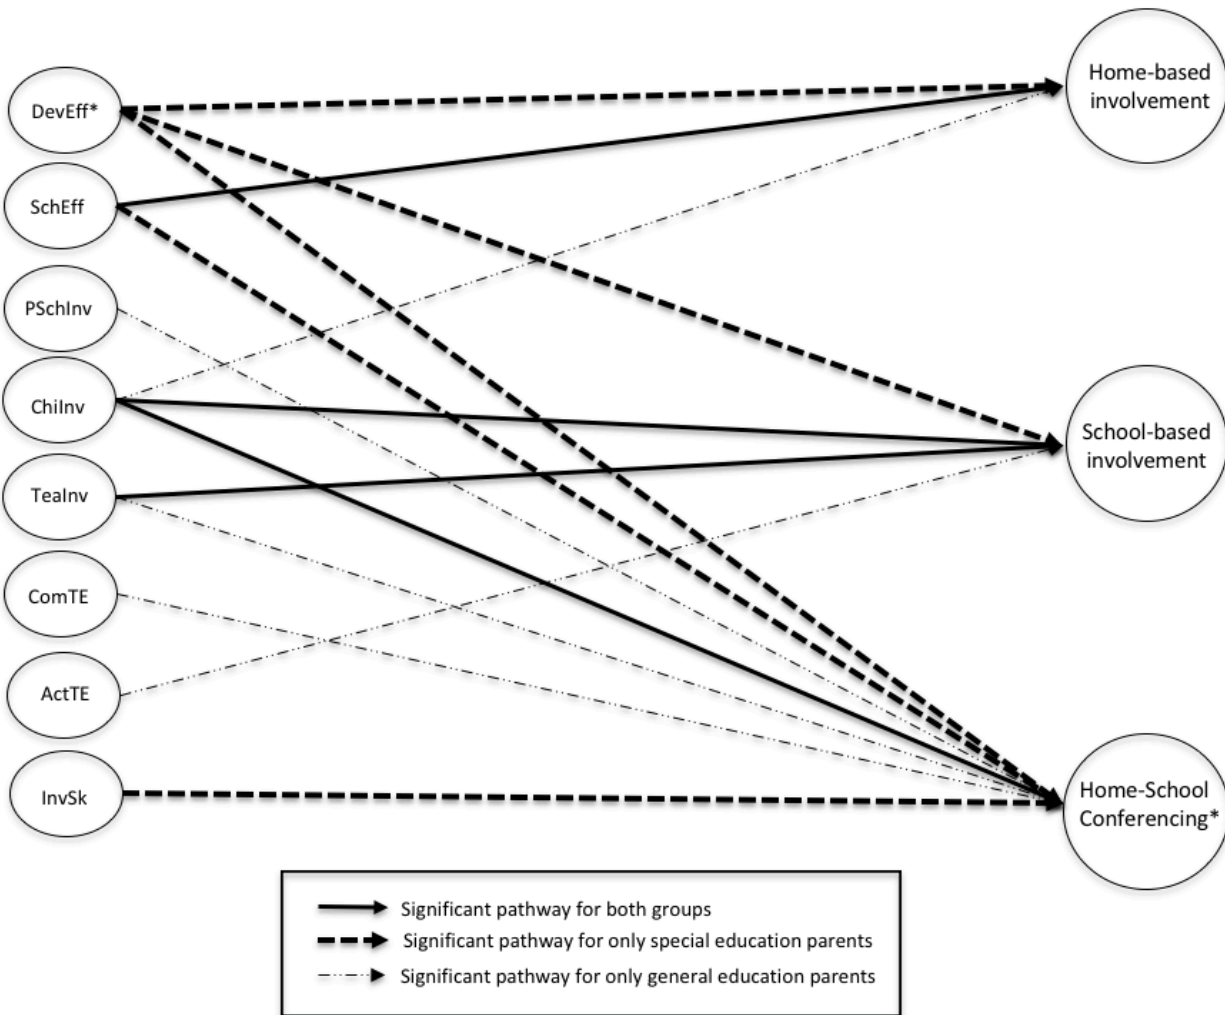 Home-based
involvement
DevEff*
SchEff
PSchInv
ChiInv
School-based
involvement
TeaInv
ComTE
ActTE
InvSk
Home-School
Conferencing*
Significant pathway for both groups
Significant pathway for only special education parents
Significant pathway for only general education parents